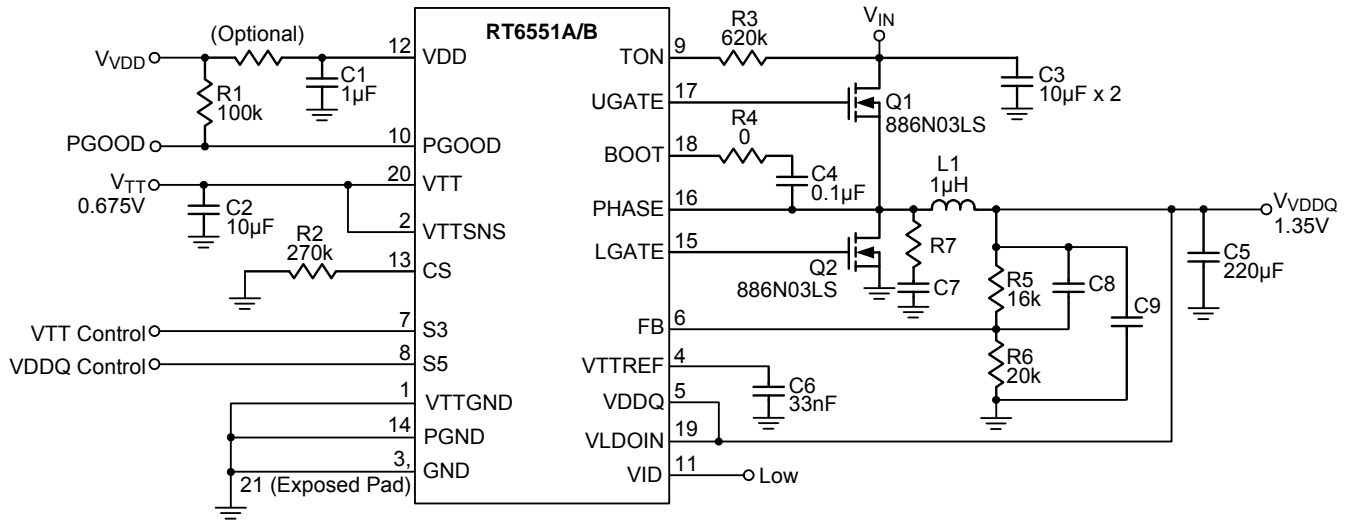 RT6551A/B
(Optional)
VVDD
12 VDD
C1
1µF
R1
100k
PGOOD
10 PGOOD
VTT
0.675V
20 VTT
C2
10µF
2 VTTSNS
R2
270k
13 CS
VTT Control
7 S3
VDDQ Control
8 S5
1 VTTGND
14 PGND
3, GND
21 (Exposed Pad)
TON 9
R3
620k
VIN
C3
10µF x 2
UGATE 17
Q1
886N03LS
BOOT 18
R4
0
C4
0.1µF
PHASE 16
L1
1µH
VVDDQ
1.35V
LGATE 15
Q2
886N03LS
R7
C7
R5
16k
C8
C9
C5
220µF
FB 6
R6
20k
VTTREF 4
C6
33nF
VDDQ 5
VLDOIN 19
VID 11
Low